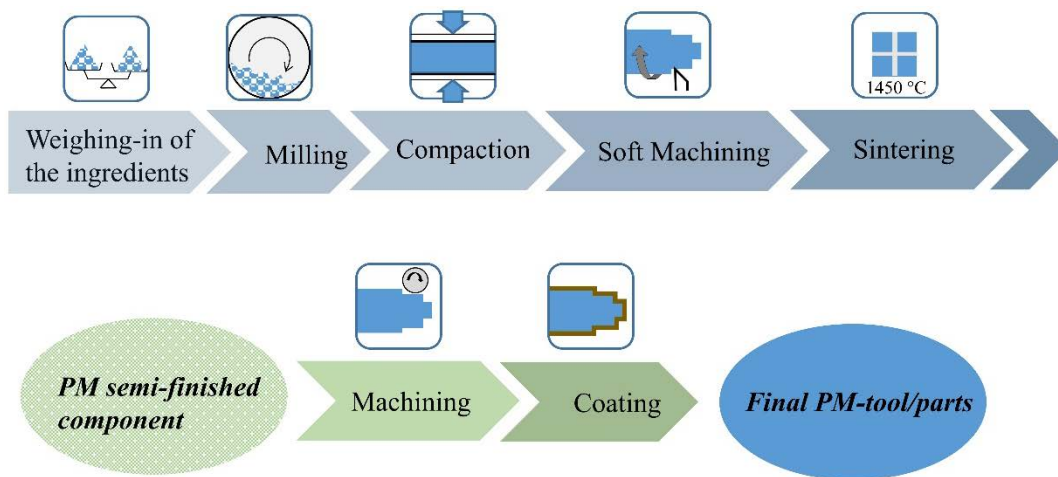 1450 °C
Weighing-in of
the ingredients
Milling
Compaction
Soft Machining
Sintering
PM semi-finished
component
Machining
Coating
Final PM-tool/parts